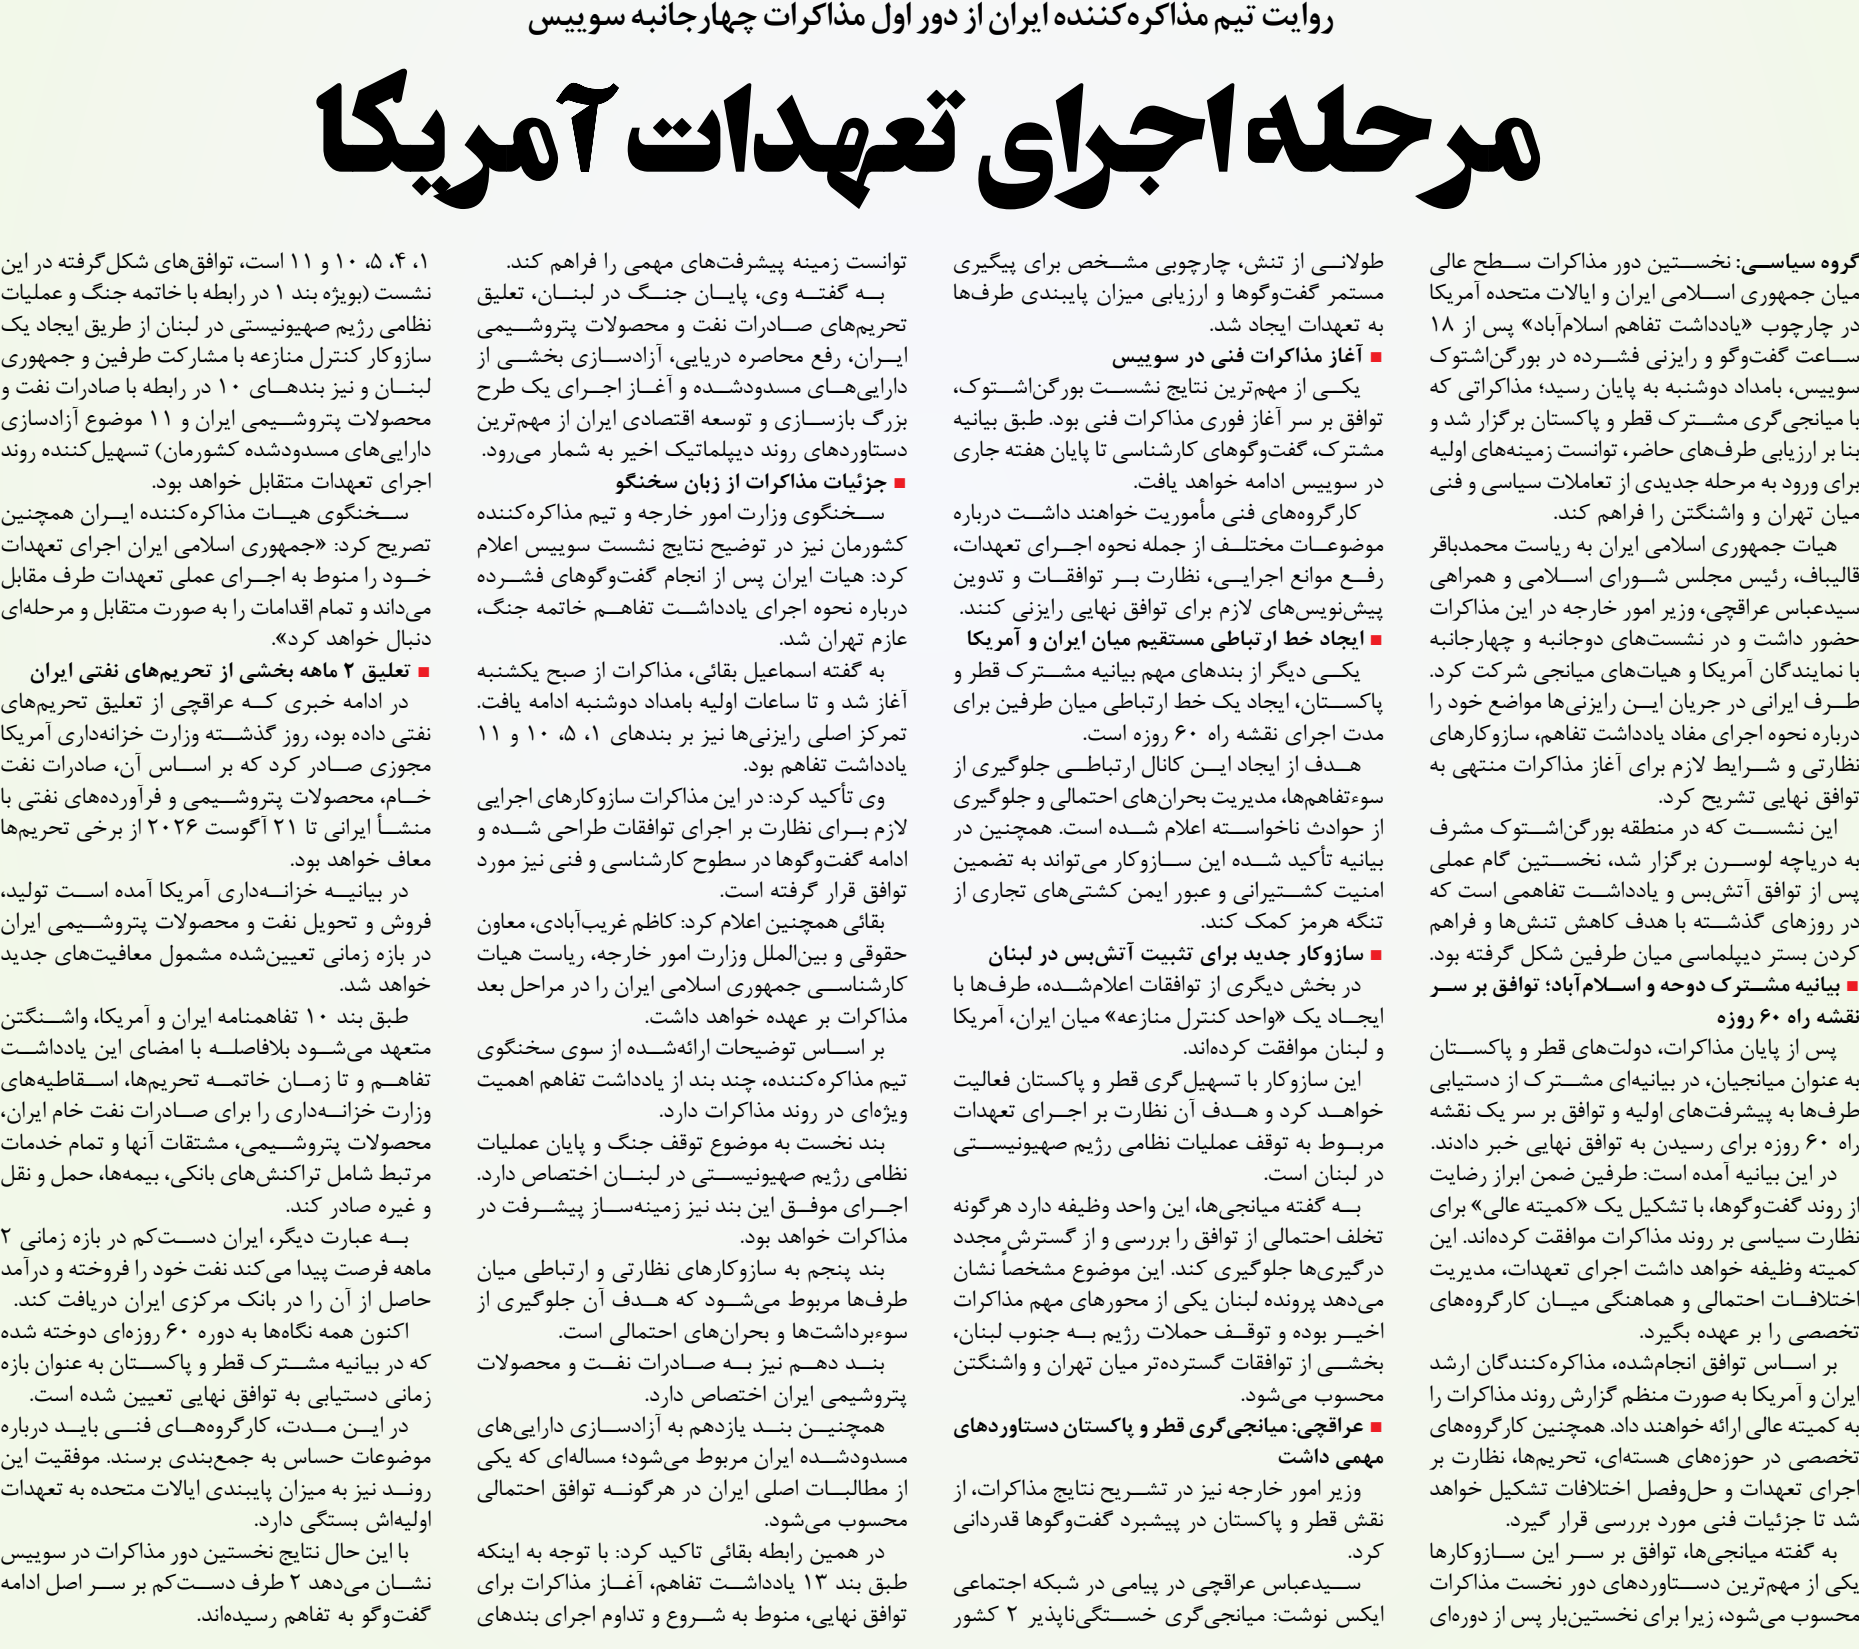 روایت تیم مذاکره‌کننده ایران از دور اول مذاکرات چهارجانبه سوییس
مرحله اجرای تعهدات آمریکا
گروه سیاسی: نخستین دور مذاکرات سطح عالی
میان جمهوری اسلامی ایران و ایالات متحده آمریکا
در چارچوب «یادداشت تفاهم اسلام‌آباد» پس از ۱۸
ساعت گفت‌وگو و رایزنی فشرده در بورگن‌اشتوک
سوییس، بامداد دوشنبه به پایان رسید؛ مذاکراتی که
با میانجی‌گری مشترک قطر و پاکستان برگزار شد و
بنا بر ارزیابی طرف‌های حاضر، توانست زمینه‌های اولیه
برای ورود به مرحله جدیدی از تعاملات سیاسی و فنی
میان تهران و واشنگتن را فراهم کند.
هیات جمهوری اسلامی ایران به ریاست محمدباقر
قالیباف، رئیس مجلس شورای اسلامی و همراهی
سیدعباس عراقچی، وزیر امور خارجه در این مذاکرات
حضور داشت و در نشست‌های دوجانبه و چهارجانبه
با نمایندگان آمریکا و هیات‌های میانجی شرکت کرد.
طرف ایرانی در جریان این رایزنی‌ها مواضع خود را
درباره نحوه اجرای مفاد یادداشت تفاهم، سازوکارهای
نظارتی و شرایط لازم برای آغاز مذاکرات منتهی به
توافق نهایی تشریح کرد.
این نشست که در منطقه بورگن‌اشتوک مشرف
به دریاچه لوسرن برگزار شد، نخستین گام عملی
پس از توافق آتش‌بس و یادداشت تفاهمی است که
در روزهای گذشته با هدف کاهش تنش‌ها و فراهم
کردن بستر دیپلماسی میان طرفین شکل گرفته بود.
■ بیانیه مشترک دوحه و اسلام‌آباد؛ توافق بر سر
نقشه راه ۶۰ روزه
پس از پایان مذاکرات، دولت‌های قطر و پاکستان
به عنوان میانجیان، در بیانیه‌ای مشترک از دستیابی
طرف‌ها به پیشرفت‌های اولیه و توافق بر سر یک نقشه
راه ۶۰ روزه برای رسیدن به توافق نهایی خبر دادند.
در این بیانیه آمده است: طرفین ضمن ابراز رضایت
از روند گفت‌وگوها، با تشکیل یک «کمیته عالی» برای
نظارت سیاسی بر روند مذاکرات موافقت کرده‌اند. این
کمیته وظیفه خواهد داشت اجرای تعهدات، مدیریت
اختلافات احتمالی و هماهنگی میان کارگروه‌های
تخصصی را بر عهده بگیرد.
بر اساس توافق انجام‌شده، مذاکره‌کنندگان ارشد
ایران و آمریکا به صورت منظم گزارش روند مذاکرات را
به کمیته عالی ارائه خواهند داد. همچنین کارگروه‌های
تخصصی در حوزه‌های هسته‌ای، تحریم‌ها، نظارت بر
اجرای تعهدات و حل‌وفصل اختلافات تشکیل خواهد
شد تا جزئیات فنی مورد بررسی قرار گیرد.
به گفته میانجی‌ها، توافق بر سر این سازوکارها
یکی از مهم‌ترین دستاوردهای دور نخست مذاکرات
محسوب می‌شود، زیرا برای نخستین‌بار پس از دوره‌ای
طولانی از تنش، چارچوبی مشخص برای پیگیری
مستمر گفت‌وگوها و ارزیابی میزان پایبندی طرف‌ها
به تعهدات ایجاد شد.
■ آغاز مذاکرات فنی در سوییس
یکی از مهم‌ترین نتایج نشست بورگن‌اشتوک،
توافق بر سر آغاز فوری مذاکرات فنی بود. طبق بیانیه
مشترک، گفت‌وگوهای کارشناسی تا پایان هفته جاری
در سوییس ادامه خواهد یافت.
کارگروه‌های فنی مأموریت خواهند داشت درباره
موضوعات مختلف از جمله نحوه اجرای تعهدات،
رفع موانع اجرایی، نظارت بر توافقات و تدوین
پیش‌نویس‌های لازم برای توافق نهایی رایزنی کنند.
■ ایجاد خط ارتباطی مستقیم میان ایران و آمریکا
یکی دیگر از بندهای مهم بیانیه مشترک قطر و
پاکستان، ایجاد یک خط ارتباطی میان طرفین برای
مدت اجرای نقشه راه ۶۰ روزه است.
هدف از ایجاد این کانال ارتباطی جلوگیری از
سوءتفاهم‌ها، مدیریت بحران‌های احتمالی و جلوگیری
از حوادث ناخواسته اعلام شده است. همچنین در
بیانیه تأکید شده این سازوکار می‌تواند به تضمین
امنیت کشتیرانی و عبور ایمن کشتی‌های تجاری از
تنگه هرمز کمک کند.
■ سازوکار جدید برای تثبیت آتش‌بس در لبنان
در بخش دیگری از توافقات اعلام‌شده، طرف‌ها با
ایجاد یک «واحد کنترل منازعه» میان ایران، آمریکا
و لبنان موافقت کرده‌اند.
این سازوکار با تسهیل‌گری قطر و پاکستان فعالیت
خواهد کرد و هدف آن نظارت بر اجرای تعهدات
مربوط به توقف عملیات نظامی رژیم صهیونیستی
در لبنان است.
به گفته میانجی‌ها، این واحد وظیفه دارد هرگونه
تخلف احتمالی از توافق را بررسی و از گسترش مجدد
درگیری‌ها جلوگیری کند. این موضوع مشخصاً نشان
می‌دهد پرونده لبنان یکی از محورهای مهم مذاکرات
اخیر بوده و توقف حملات رژیم به جنوب لبنان،
بخشی از توافقات گسترده‌تر میان تهران و واشنگتن
محسوب می‌شود.
■ عراقچی: میانجی‌گری قطر و پاکستان دستاوردهای
مهمی داشت
وزیر امور خارجه نیز در تشریح نتایج مذاکرات، از
نقش قطر و پاکستان در پیشبرد گفت‌وگوها قدردانی
کرد.
سیدعباس عراقچی در پیامی در شبکه اجتماعی
ایکس نوشت: میانجی‌گری خستگی‌ناپذیر ۲ کشور
توانست زمینه پیشرفت‌های مهمی را فراهم کند.
به گفته وی، پایان جنگ در لبنان، تعلیق
تحریم‌های صادرات نفت و محصولات پتروشیمی
ایران، رفع محاصره دریایی، آزادسازی بخشی از
دارایی‌های مسدودشده و آغاز اجرای یک طرح
بزرگ بازسازی و توسعه اقتصادی ایران از مهم‌ترین
دستاوردهای روند دیپلماتیک اخیر به شمار می‌رود.
■ جزئیات مذاکرات از زبان سخنگو
سخنگوی وزارت امور خارجه و تیم مذاکره‌کننده
کشورمان نیز در توضیح نتایج نشست سوییس اعلام
کرد: هیات ایران پس از انجام گفت‌وگوهای فشرده
درباره نحوه اجرای یادداشت تفاهم خاتمه جنگ،
عازم تهران شد.
به گفته اسماعیل بقائی، مذاکرات از صبح یکشنبه
آغاز شد و تا ساعات اولیه بامداد دوشنبه ادامه یافت.
تمرکز اصلی رایزنی‌ها نیز بر بندهای ۱، ۵، ۱۰ و ۱۱
یادداشت تفاهم بود.
وی تأکید کرد: در این مذاکرات سازوکارهای اجرایی
لازم برای نظارت بر اجرای توافقات طراحی شده و
ادامه گفت‌وگوها در سطوح کارشناسی و فنی نیز مورد
توافق قرار گرفته است.
بقائی همچنین اعلام کرد: کاظم غریب‌آبادی، معاون
حقوقی و بین‌الملل وزارت امور خارجه، ریاست هیات
کارشناسی جمهوری اسلامی ایران را در مراحل بعد
مذاکرات بر عهده خواهد داشت.
بر اساس توضیحات ارائه‌شده از سوی سخنگوی
تیم مذاکره‌کننده، چند بند از یادداشت تفاهم اهمیت
ویژه‌ای در روند مذاکرات دارد.
بند نخست به موضوع توقف جنگ و پایان عملیات
نظامی رژیم صهیونیستی در لبنان اختصاص دارد.
اجرای موفق این بند نیز زمینه‌ساز پیشرفت در
مذاکرات خواهد بود.
بند پنجم به سازوکارهای نظارتی و ارتباطی میان
طرف‌ها مربوط می‌شود که هدف آن جلوگیری از
سوءبرداشت‌ها و بحران‌های احتمالی است.
بند دهم نیز به صادرات نفت و محصولات
پتروشیمی ایران اختصاص دارد.
همچنین بند یازدهم به آزادسازی دارایی‌های
مسدودشده ایران مربوط می‌شود؛ مساله‌ای که یکی
از مطالبات اصلی ایران در هرگونه توافق احتمالی
محسوب می‌شود.
در همین رابطه بقائی تاکید کرد: با توجه به اینکه
طبق بند ۱۳ یادداشت تفاهم، آغاز مذاکرات برای
توافق نهایی، منوط به شروع و تداوم اجرای بندهای
۱، ۴، ۵، ۱۰ و ۱۱ است، توافق‌های شکل‌گرفته در این
نشست (بویژه بند ۱ در رابطه با خاتمه جنگ و عملیات
نظامی رژیم صهیونیستی در لبنان از طریق ایجاد یک
سازوکار کنترل منازعه با مشارکت طرفین و جمهوری
لبنان و نیز بندهای ۱۰ در رابطه با صادرات نفت و
محصولات پتروشیمی ایران و ۱۱ موضوع آزادسازی
دارایی‌های مسدودشده کشورمان) تسهیل‌کننده روند
اجرای تعهدات متقابل خواهد بود.
سخنگوی هیات مذاکره‌کننده ایران همچنین
تصریح کرد: «جمهوری اسلامی ایران اجرای تعهدات
خود را منوط به اجرای عملی تعهدات طرف مقابل
می‌داند و تمام اقدامات را به صورت متقابل و مرحله‌ای
دنبال خواهد کرد».
■ تعلیق ۲ ماهه بخشی از تحریم‌های نفتی ایران
در ادامه خبری که عراقچی از تعلیق تحریم‌های
نفتی داده بود، روز گذشته وزارت خزانه‌داری آمریکا
مجوزی صادر کرد که بر اساس آن، صادرات نفت
خام، محصولات پتروشیمی و فرآورده‌های نفتی با
منشأ ایرانی تا ۲۱ آگوست ۲۰۲۶ از برخی تحریم‌ها
معاف خواهد بود.
در بیانیه خزانه‌داری آمریکا آمده است تولید،
فروش و تحویل نفت و محصولات پتروشیمی ایران
در بازه زمانی تعیین‌شده مشمول معافیت‌های جدید
خواهد شد.
طبق بند ۱۰ تفاهمنامه ایران و آمریکا، واشنگتن
متعهد می‌شود بلافاصله با امضای این یادداشت
تفاهم و تا زمان خاتمه تحریم‌ها، اسقاطیه‌های
وزارت خزانه‌داری را برای صادرات نفت خام ایران،
محصولات پتروشیمی، مشتقات آنها و تمام خدمات
مرتبط شامل تراکنش‌های بانکی، بیمه‌ها، حمل و نقل
و غیره صادر کند.
به عبارت دیگر، ایران دست‌کم در بازه زمانی ۲
ماهه فرصت پیدا می‌کند نفت خود را فروخته و درآمد
حاصل از آن را در بانک مرکزی ایران دریافت کند.
اکنون همه نگاه‌ها به دوره ۶۰ روزه‌ای دوخته شده
که در بیانیه مشترک قطر و پاکستان به عنوان بازه
زمانی دستیابی به توافق نهایی تعیین شده است.
در این مدت، کارگروه‌های فنی باید درباره
موضوعات حساس به جمع‌بندی برسند. موفقیت این
روند نیز به میزان پایبندی ایالات متحده به تعهدات
اولیه‌اش بستگی دارد.
با این حال نتایج نخستین دور مذاکرات در سوییس
نشان می‌دهد ۲ طرف دست‌کم بر سر اصل ادامه
گفت‌وگو به تفاهم رسیده‌اند.